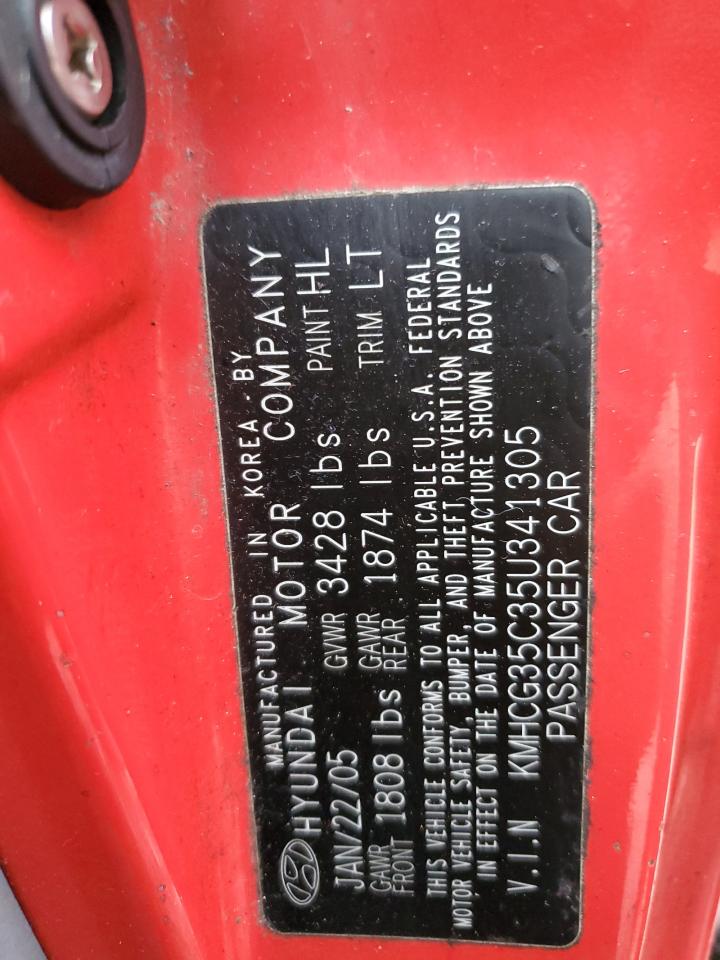 MANUFACTURED IN KOREA . BY
HYUNDAI MOTOR COMPANY
JAN/22/05 GVWR 3428 lbs PAINT HL
GAWR FRONT 1808 lbs GAWR REAR 1874 lbs TRIM LT
THIS VEHICLE CONFORMS TO ALL APPLICABLE U.S.A. FEDERAL
MOTOR VEHICLE SAFETY, BUMPER, AND THEFT PREVENTION STANDARDS
IN EFFECT ON THE DATE OF MANUFACTURE SHOWN ABOVE
V.I.N KMHCG35C35U341305
PASSENGER CAR